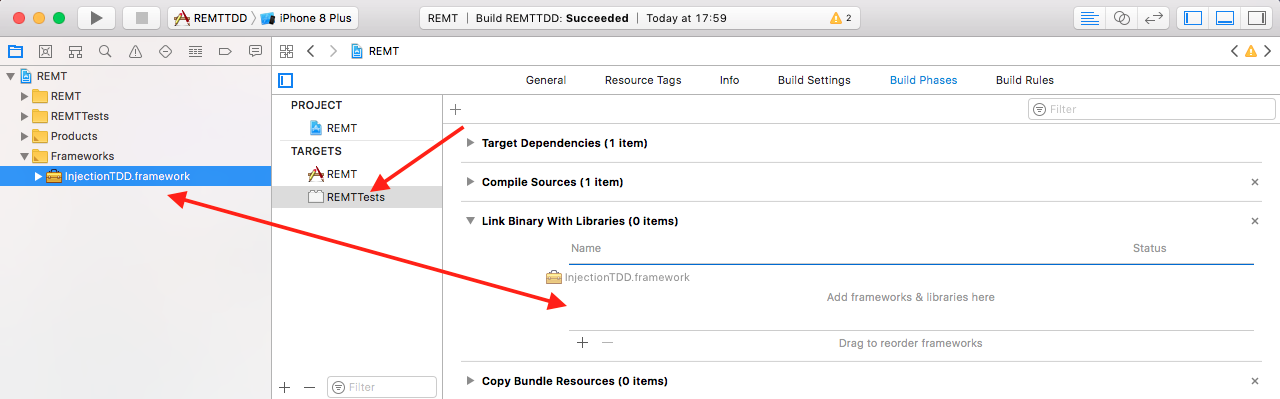 REMTTDD iPhone 8 Plus
REMT | Build REMTTDD: Succeeded | Today at 17:59 2
REMT
REMT
REMTTests
Products
Frameworks
InjectionTDD.framework
REMT
General Resource Tags Info Build Settings Build Phases Build Rules
PROJECT
REMT
TARGETS
REMT
REMTTests
Filter
Filter
Target Dependencies (1 item)
Compile Sources (1 item)
Link Binary With Libraries (0 items)
Name Status
InjectionTDD.framework
Add frameworks & libraries here
Drag to reorder frameworks
Copy Bundle Resources (0 items)